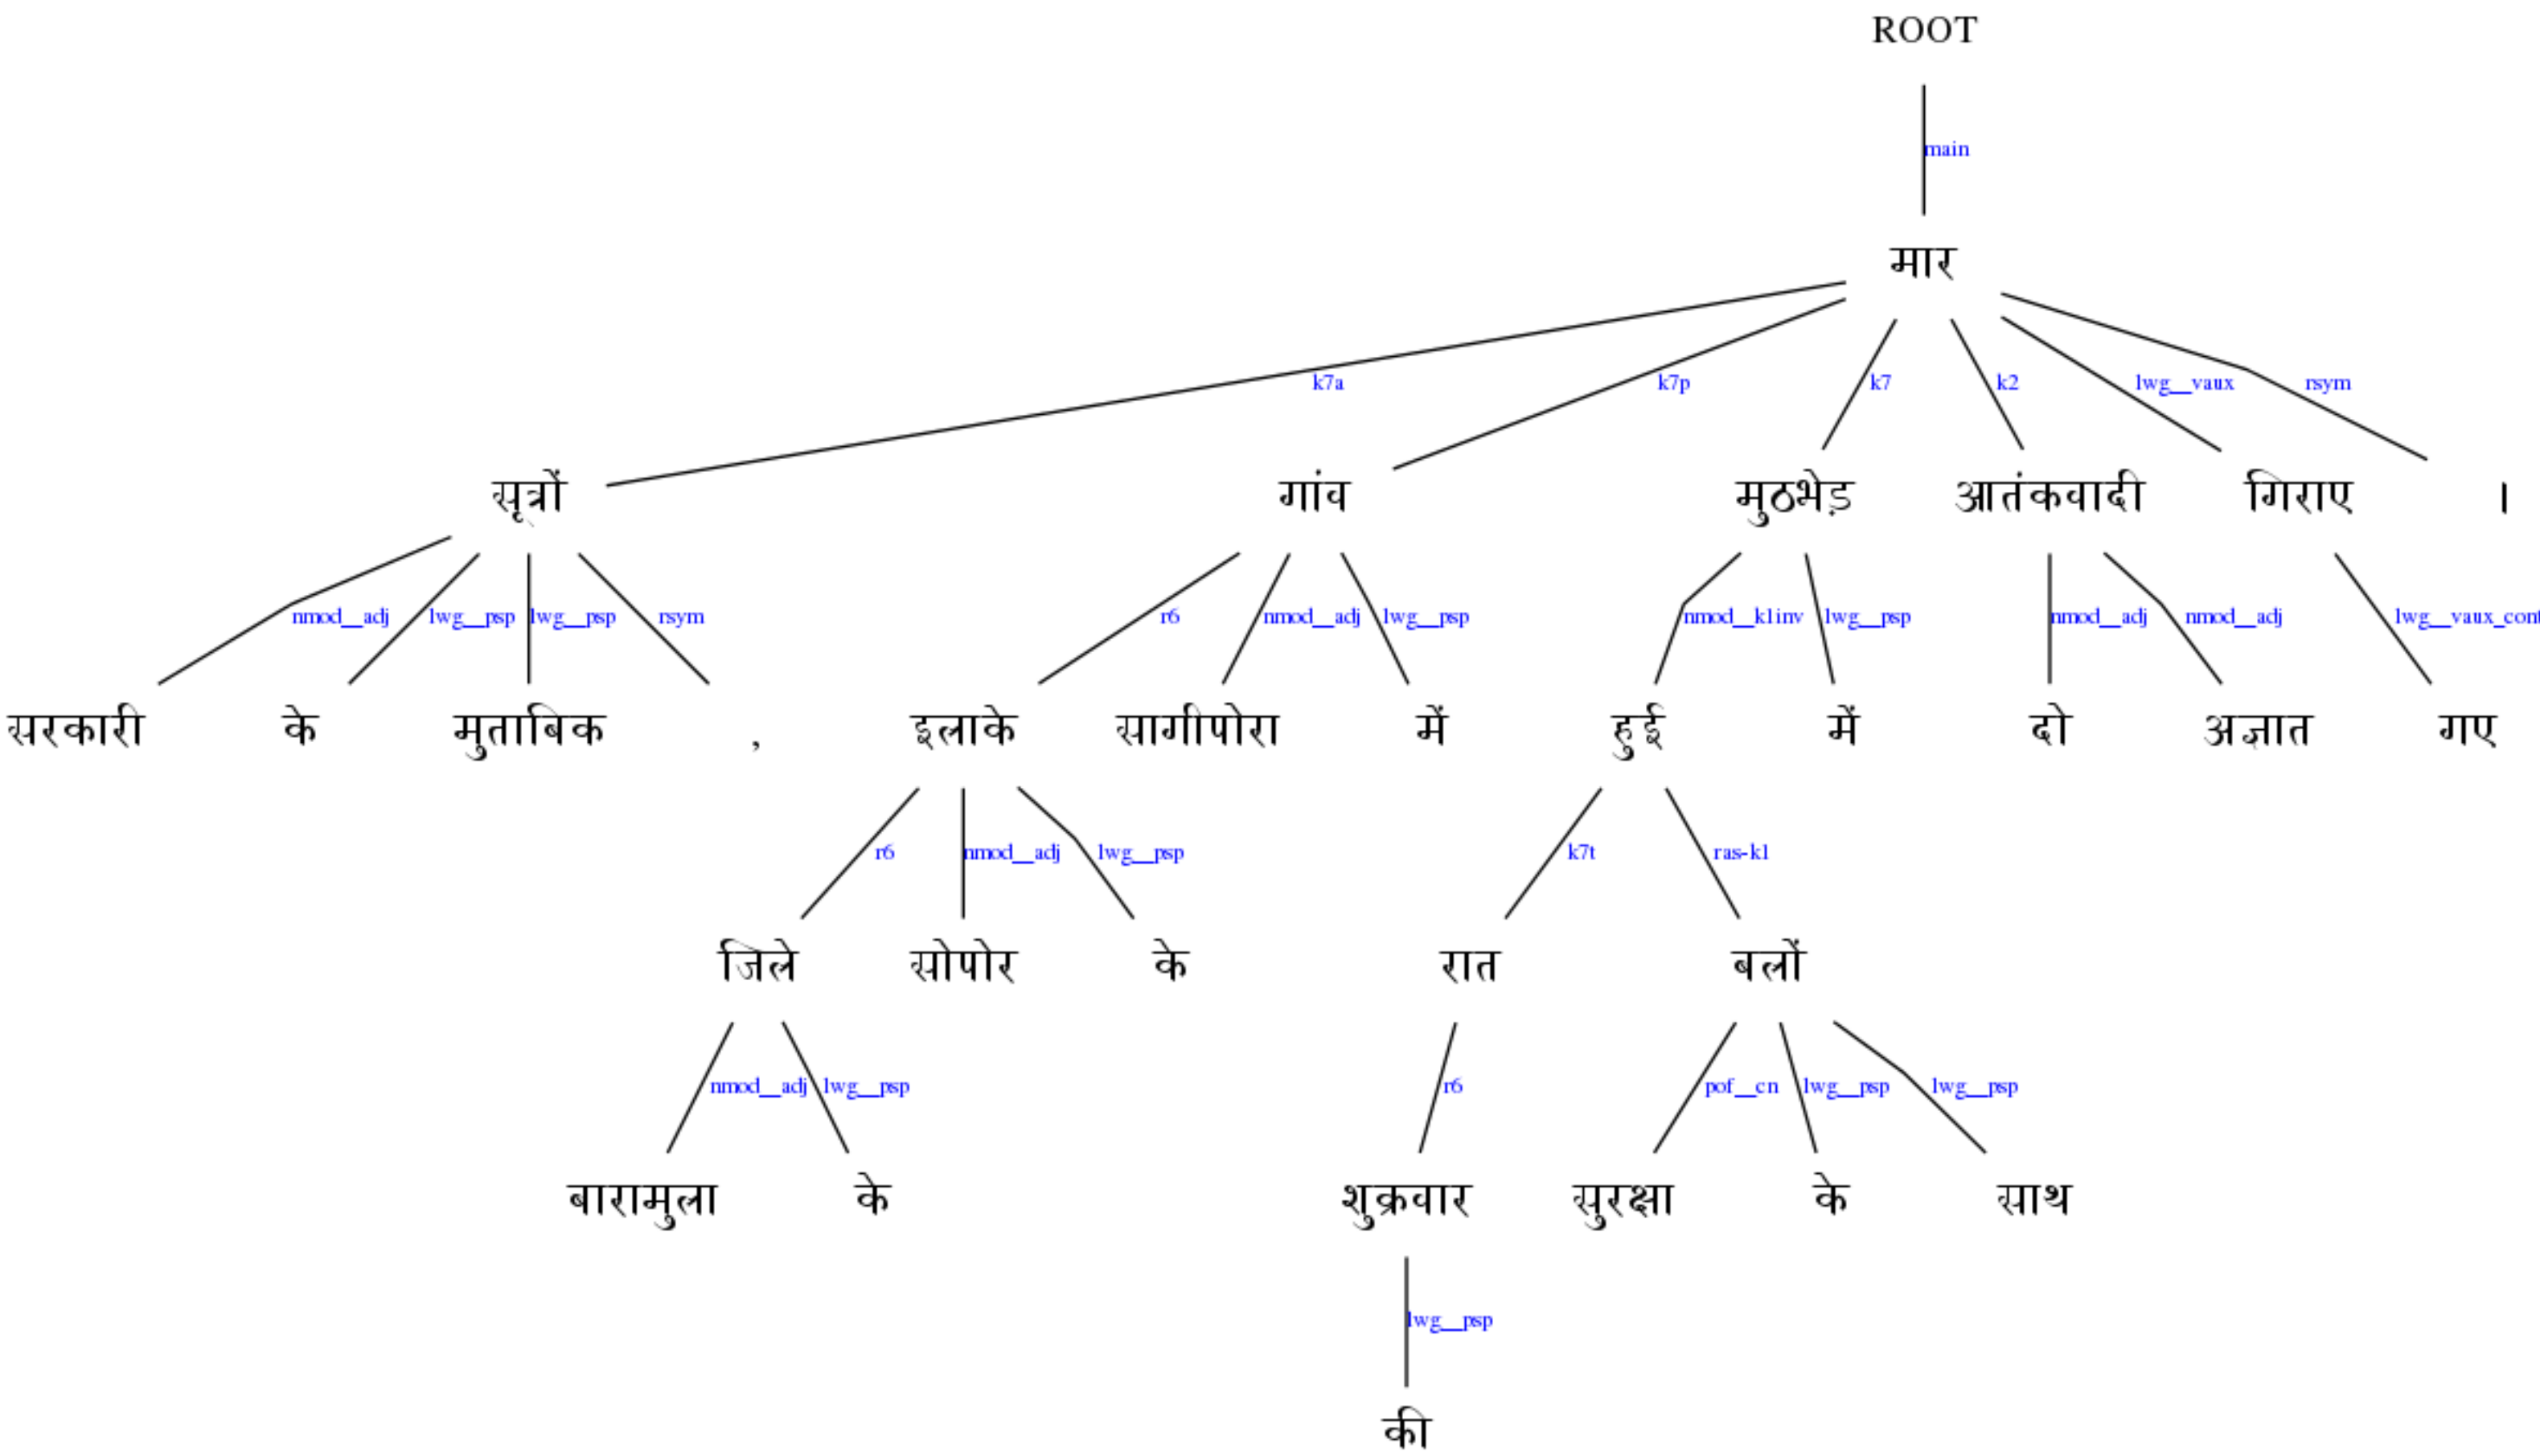 ROOT
main
मार
k7a k7p k7 k2 lwg__vaux rsym
सूत्रों गांव मुठभेड़ आतंकवादी गिराए ।
nmod__adj lwg__psp lwg__psp rsym r6 nmod__adj lwg__psp nmod__k1inv lwg__psp nmod__adj nmod__adj lwg__vaux_cont
सरकारी के मुताबिक , इलाके सागीपोरा में हुई में दो अज्ञात गए
r6 nmod__adj lwg__psp k7t ras-k1
जिले सोपोर के रात बलों
nmod__adj lwg__psp r6 pof__cn lwg__psp lwg__psp
बारामुला के शुक्रवार सुरक्षा के साथ
lwg__psp
की